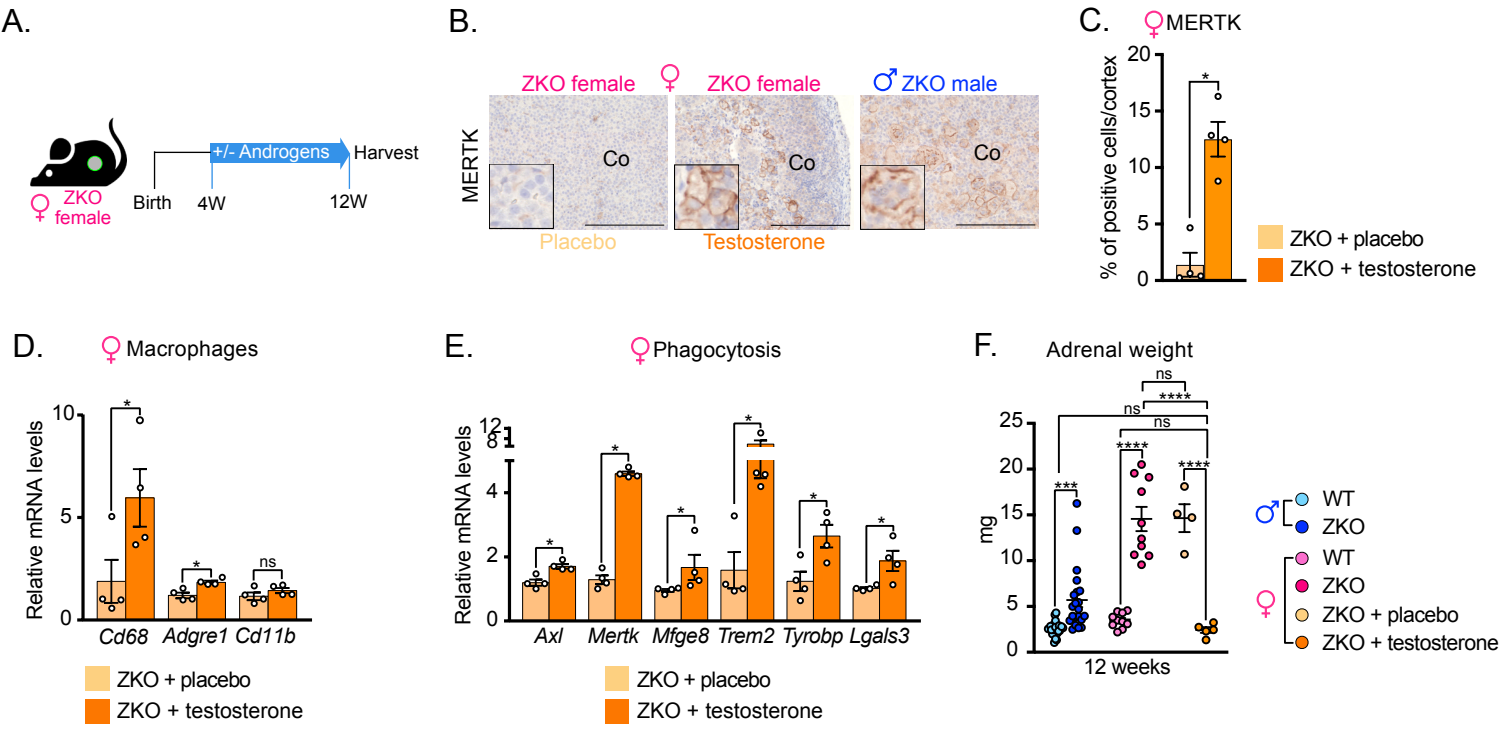 A.
+/- Androgens
Harvest
♀ ZKO female
Birth
4W
12W
B.
ZKO female ♀ ZKO female ♂ ZKO male
MERTK
Co
Co
Co
Placebo
Testosterone
C.
♀ MERTK
% of positive cells/cortex
20
15
10
5
0
*
ZKO + placebo
ZKO + testosterone
D.
♀ Macrophages
Relative mRNA levels
10
5
0
*
*
ns
Cd68 Adgre1 Cd11b
ZKO + placebo
ZKO + testosterone
E.
♀ Phagocytosis
Relative mRNA levels
12
8
4
2
0
*
*
*
*
*
*
Axl Mertk Mfge8 Trem2 Tyrobp Lgals3
ZKO + placebo
ZKO + testosterone
F.
Adrenal weight
mg
25
20
15
10
5
0
ns
****
ns
ns
****
****
***
12 weeks
♂
WT
ZKO
♀
WT
ZKO
ZKO + placebo
ZKO + testosterone